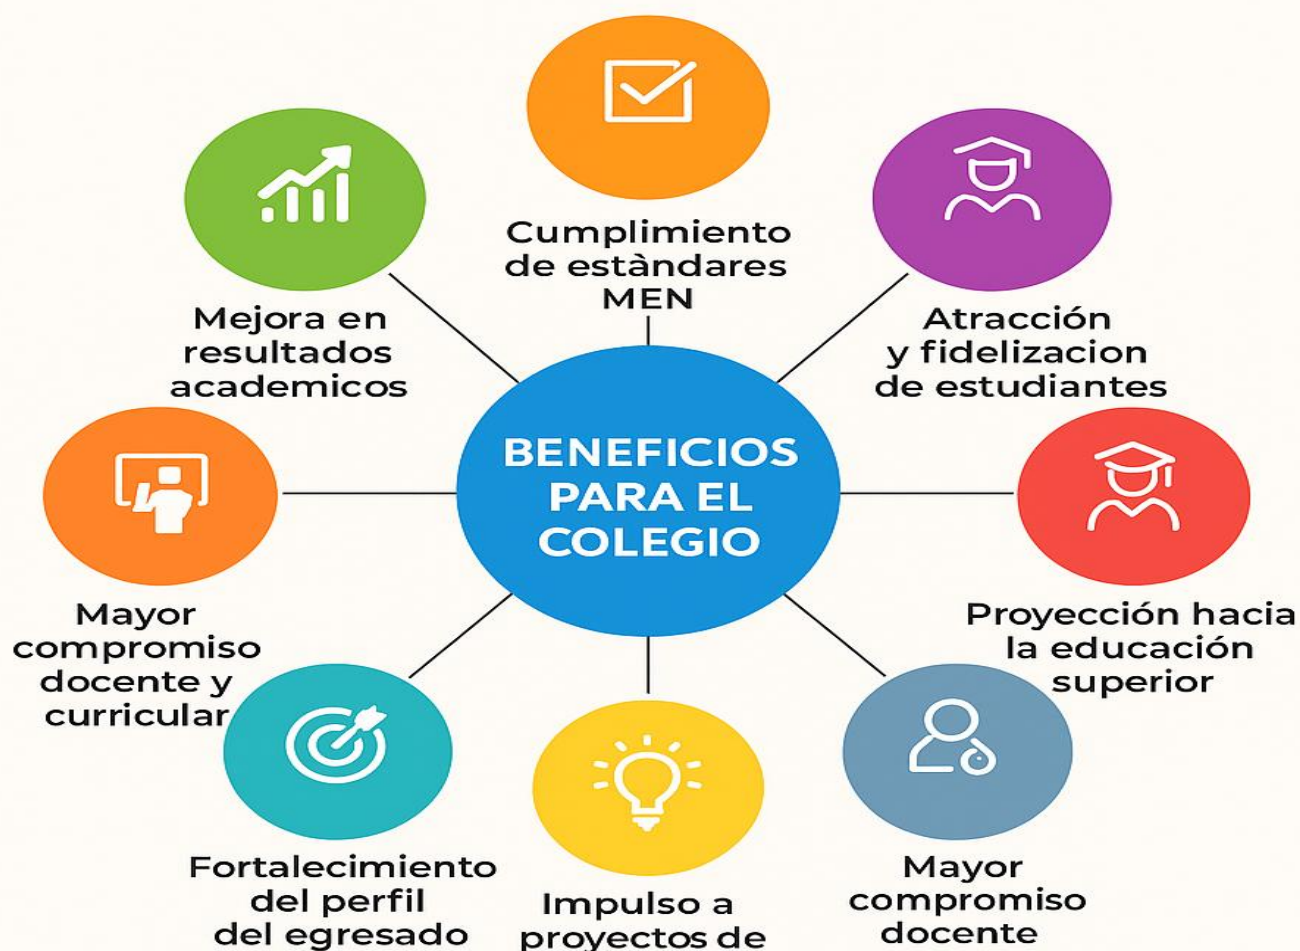 Cumplimiento
de estàndares
MEN
Mejora en
resultados
academicos
Atracción
y fidelizacion
de estudiantes
BENEFICIOS
PARA EL
COLEGIO
Mayor
compromiso
docente y
curricular
Proyección hacia
la educación
superior
Fortalecimiento
del perfil
del egresado
Impulso a
proyectos de
Mayor
compromiso
docente